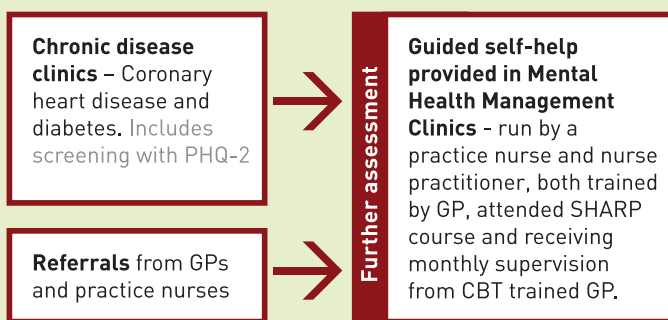 Chronic disease
clinics – Coronary
heart disease and
diabetes. Includes
screening with PHQ-2
Referrals from GPs
and practice nurses
Further assessment
Guided self-help
provided in Mental
Health Management
Clinics - run by a
practice nurse and nurse
practitioner, both trained
by GP, attended SHARP
course and receiving
monthly supervision
from CBT trained GP.